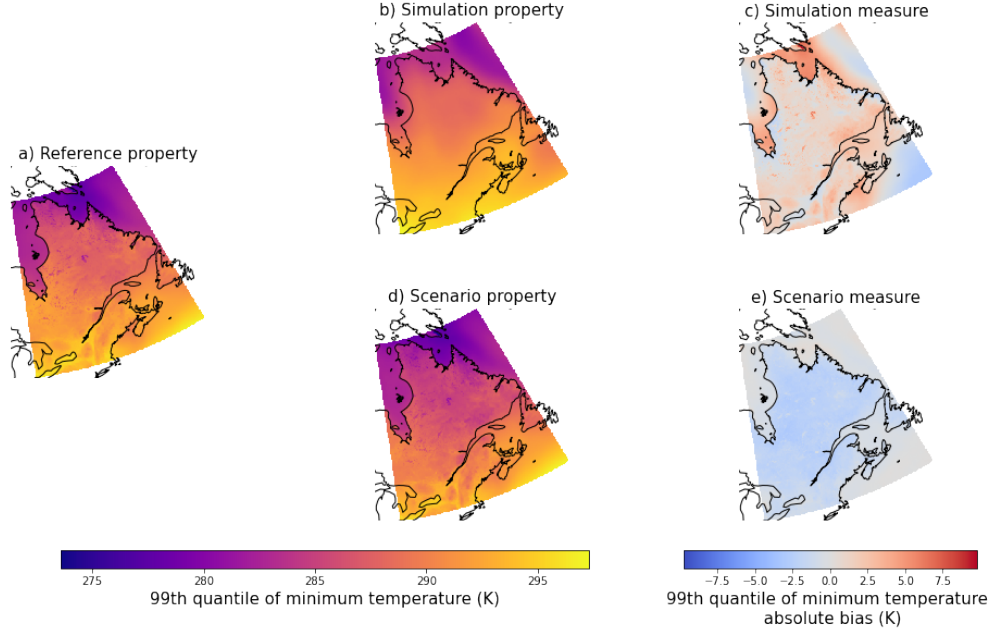 b) Simulation property
c) Simulation measure
a) Reference property
d) Scenario property
e) Scenario measure
275 280 285 290 295
99th quantile of minimum temperature (K)
−7.5 −5.0 −2.5 0.0 2.5 5.0 7.5
99th quantile of minimum temperature
absolute bias (K)